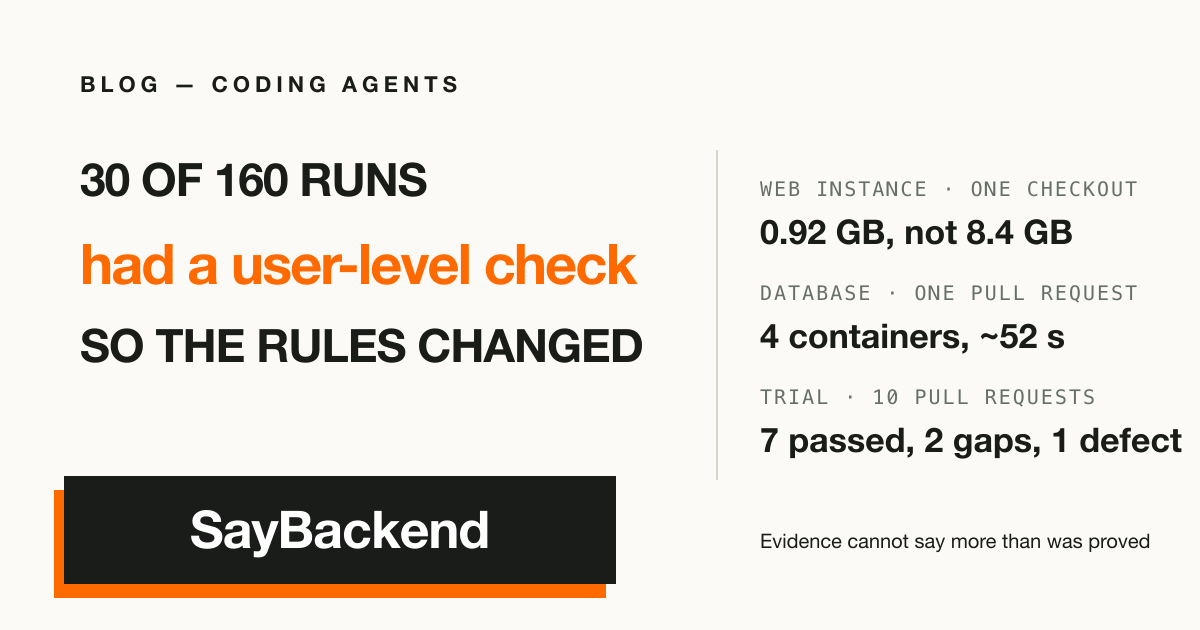 BLOG — CODING AGENTS
30 OF 160 RUNS
had a user-level check
SO THE RULES CHANGED
SayBackend
WEB INSTANCE · ONE CHECKOUT
0.92 GB, not 8.4 GB
DATABASE · ONE PULL REQUEST
4 containers, ~52 s
TRIAL · 10 PULL REQUESTS
7 passed, 2 gaps, 1 defect
Evidence cannot say more than was proved